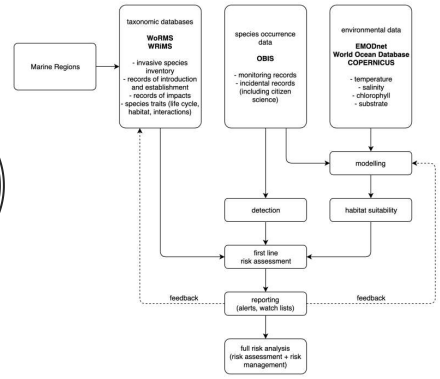 Marine Regions
taxonomic databases
WoRMS
WRiMS
- invasive species
inventory
- records of introduction
and establishment
- records of impacts
- species traits (life cycle,
habitat, interactions)
species occurrence
data
OBIS
- monitoring records
- incidental records
(including citizen
science)
environmental data
EMODnet
World Ocean Database
COPERNICUS
- temperature
- salinity
- chlorophyll
- substrate
modelling
detection
habitat suitability
first line
risk assessment
feedback
reporting
(alerts, watch lists)
feedback
full risk analysis
(risk assessment + risk
management)